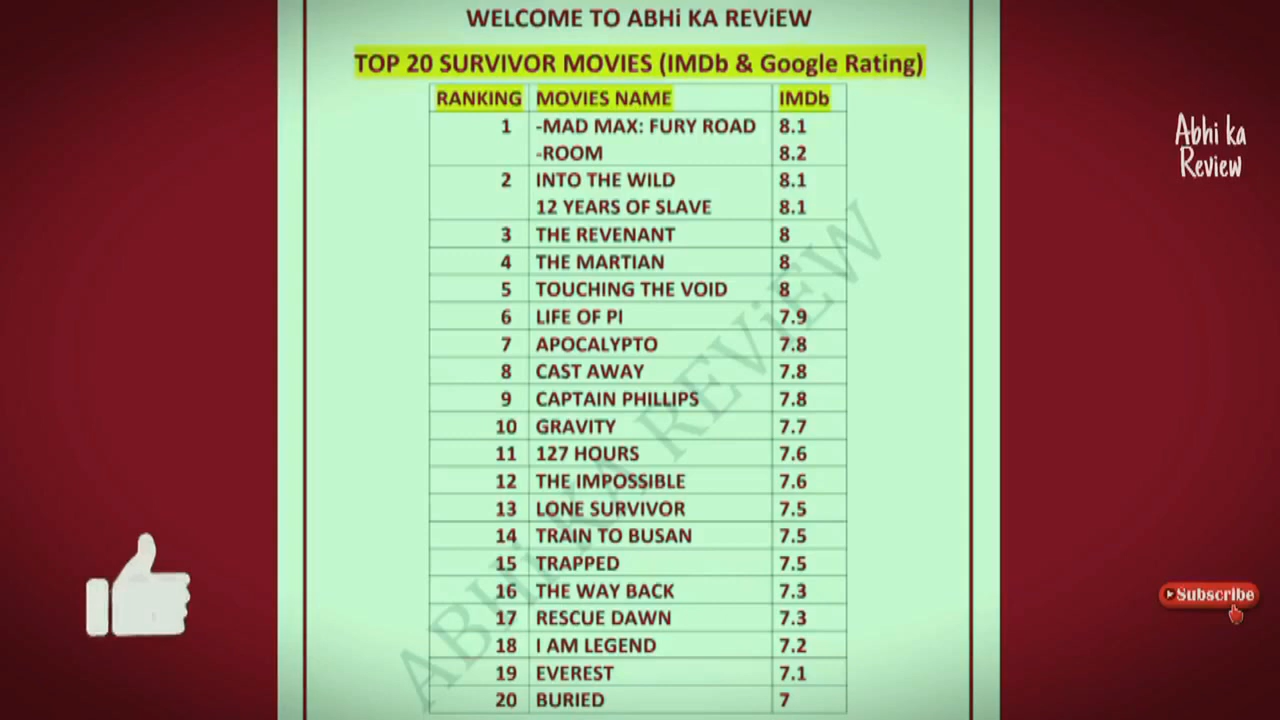 WELCOME TO ABHi KA REViEW
TOP 20 SURVIVOR MOVIES (IMDb & Google Rating)
RANKING MOVIES NAME IMDb
1 -MAD MAX: FURY ROAD 8.1
-ROOM 8.2
2 INTO THE WILD 8.1
12 YEARS OF SLAVE 8.1
3 THE REVENANT 8
4 THE MARTIAN 8
5 TOUCHING THE VOID 8
6 LIFE OF PI 7.9
7 APOCALYPTO 7.8
8 CAST AWAY 7.8
9 CAPTAIN PHILLIPS 7.8
10 GRAVITY 7.7
11 127 HOURS 7.6
12 THE IMPOSSIBLE 7.6
13 LONE SURVIVOR 7.5
14 TRAIN TO BUSAN 7.5
15 TRAPPED 7.5
16 THE WAY BACK 7.3
17 RESCUE DAWN 7.3
18 I AM LEGEND 7.2
19 EVEREST 7.1
20 BURIED 7
ABHi KA REViEW
Abhi ka
Review
Subscribe